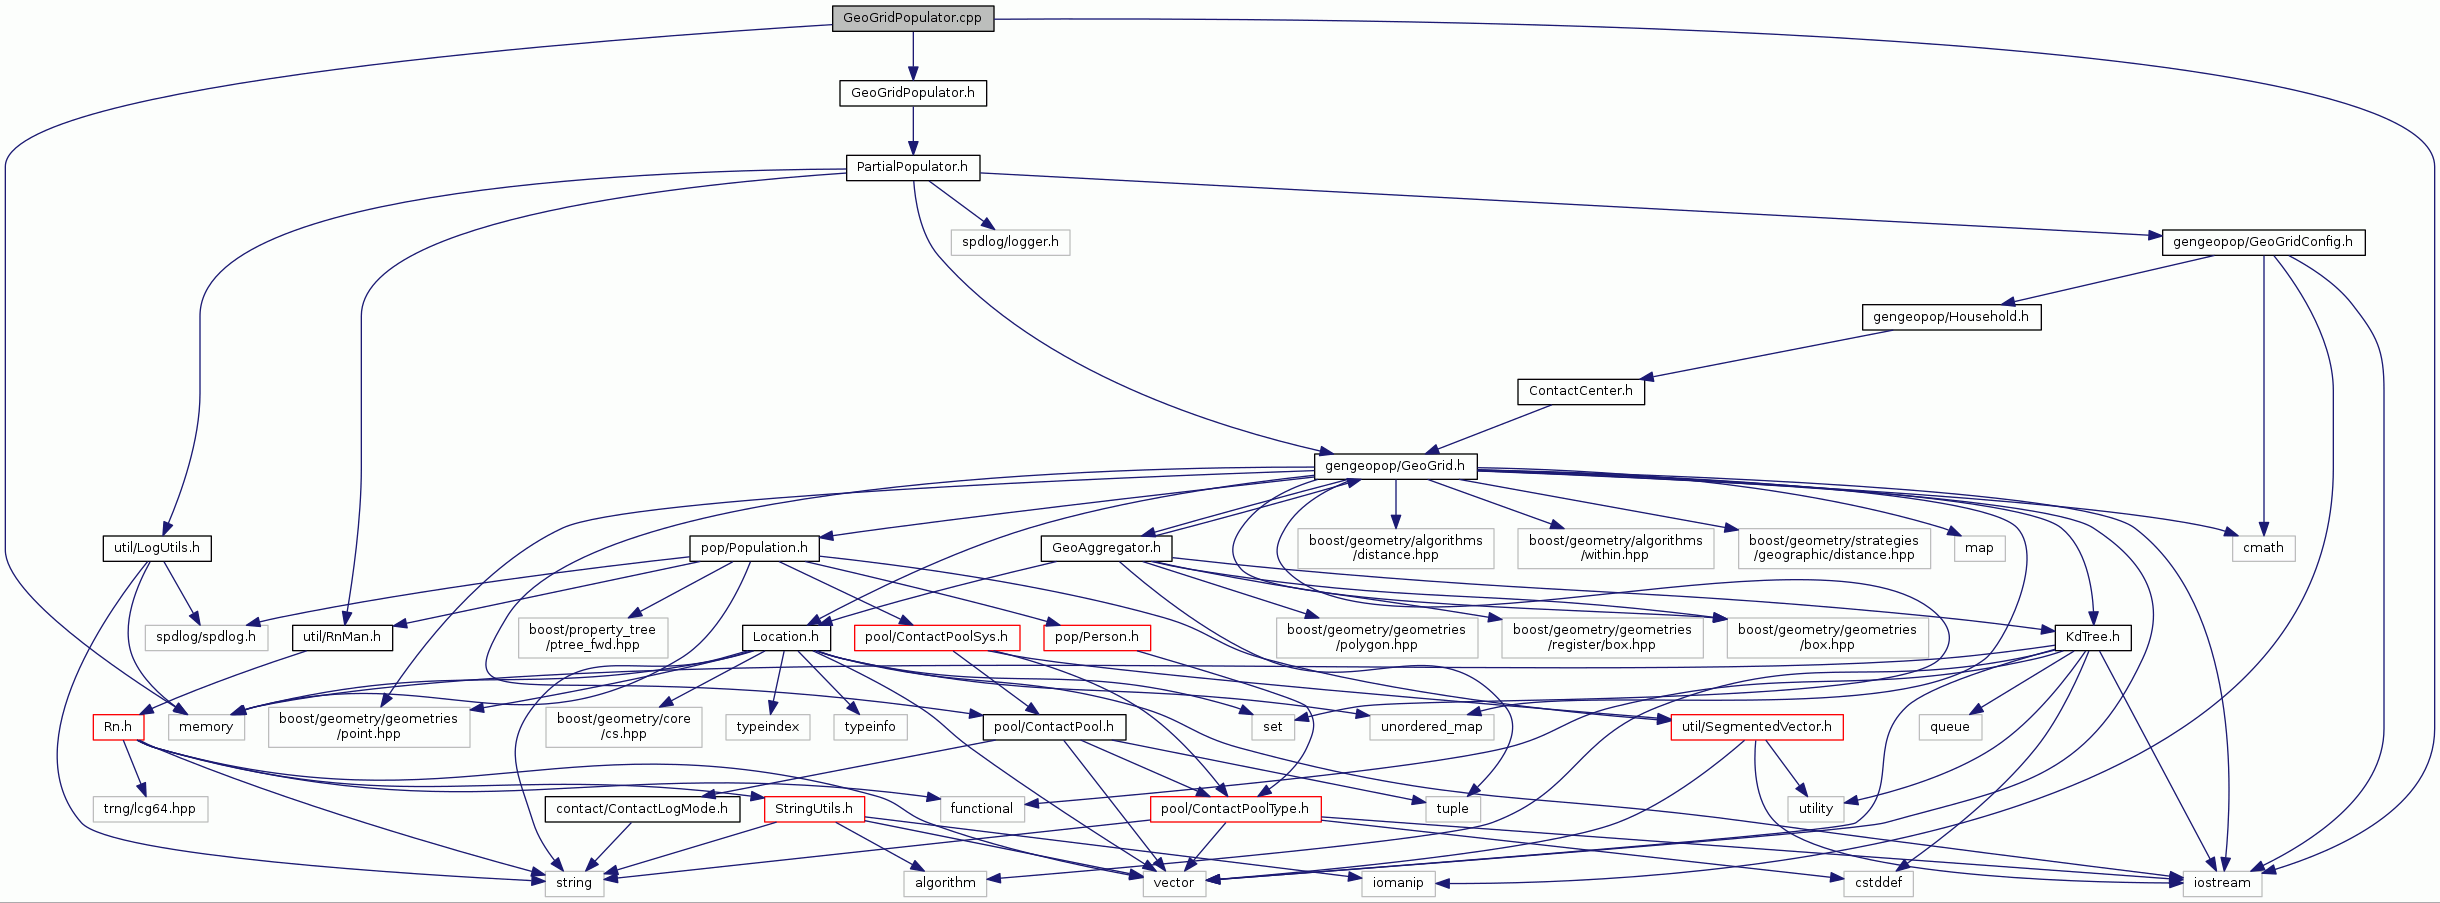 GeoGridPopulator.cpp
GeoGridPopulator.h
PartialPopulator.h
spdlog/logger.h
gengeopop/GeoGridConfig.h
gengeopop/Household.h
ContactCenter.h
gengeopop/GeoGrid.h
util/LogUtils.h
pop/Population.h
GeoAggregator.h
boost/geometry/algorithms
/distance.hpp
boost/geometry/algorithms
/within.hpp
boost/geometry/strategies
/geographic/distance.hpp
map
cmath
spdlog/spdlog.h
util/RnMan.h
boost/property_tree
/ptree_fwd.hpp
Location.h
pool/ContactPoolSys.h
pop/Person.h
boost/geometry/geometries
/polygon.hpp
boost/geometry/geometries
/register/box.hpp
boost/geometry/geometries
/box.hpp
KdTree.h
Rn.h
memory
boost/geometry/geometries
/point.hpp
boost/geometry/core
/cs.hpp
typeindex
typeinfo
pool/ContactPool.h
set
unordered_map
util/SegmentedVector.h
queue
trng/lcg64.hpp
contact/ContactLogMode.h
StringUtils.h
functional
pool/ContactPoolType.h
tuple
utility
string
algorithm
vector
iomanip
cstddef
iostream